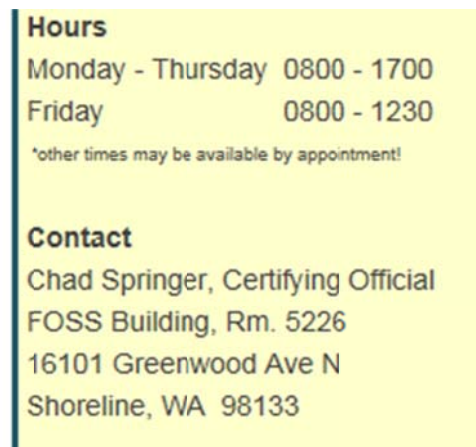 Hours
Monday - Thursday 0800 - 1700
Friday 0800 - 1230
*other times may be available by appointment!
Contact
Chad Springer, Certifying Official
FOSS Building, Rm. 5226
16101 Greenwood Ave N
Shoreline, WA 98133